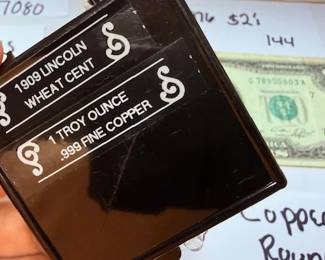 7080
76 $2's
144
1909 LINCOLN
WHEAT CENT
1 TROY OUNCE
.999 FINE COPPER
Copper
Roun